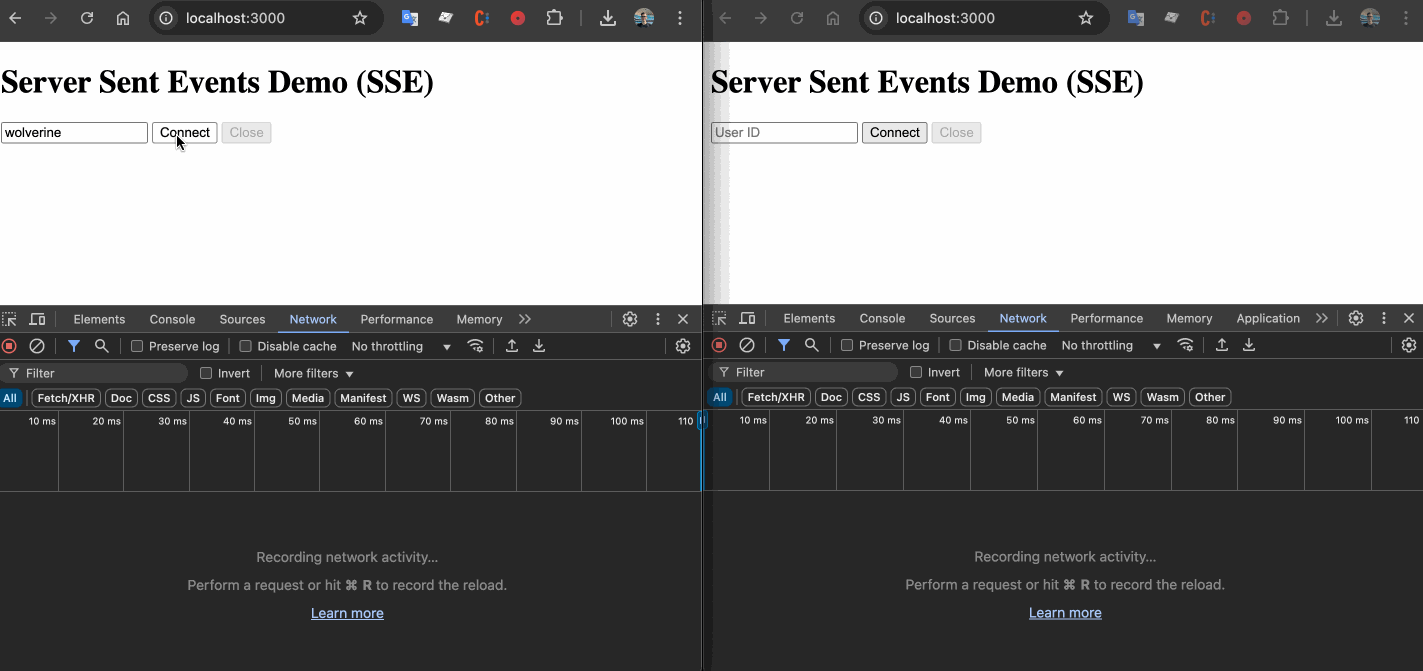 localhost:3000
Server Sent Events Demo (SSE)
wolverine Connect Close
Elements Console Sources Network Performance Memory
Preserve log Disable cache No throttling
Filter Invert More filters
All Fetch/XHR Doc CSS JS Font Img Media Manifest WS Wasm Other
10 ms 20 ms 30 ms 40 ms 50 ms 60 ms 70 ms 80 ms 90 ms 100 ms 110
Recording network activity...
Perform a request or hit ⌘ R to record the reload.
Learn more
localhost:3000
Server Sent Events Demo (SSE)
User ID Connect Close
Elements Console Sources Network Performance Memory Application
Preserve log Disable cache No throttling
Filter Invert More filters
All Fetch/XHR Doc CSS JS Font Img Media Manifest WS Wasm Other
10 ms 20 ms 30 ms 40 ms 50 ms 60 ms 70 ms 80 ms 90 ms 100 ms 110
Recording network activity...
Perform a request or hit ⌘ R to record the reload.
Learn more